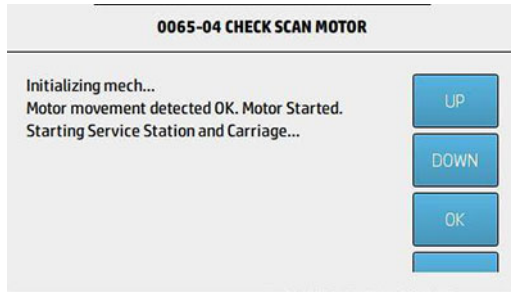 0065-04 CHECK SCAN MOTOR
Initializing mech...
Motor movement detected OK. Motor Started.
Starting Service Station and Carriage...
UP
DOWN
OK